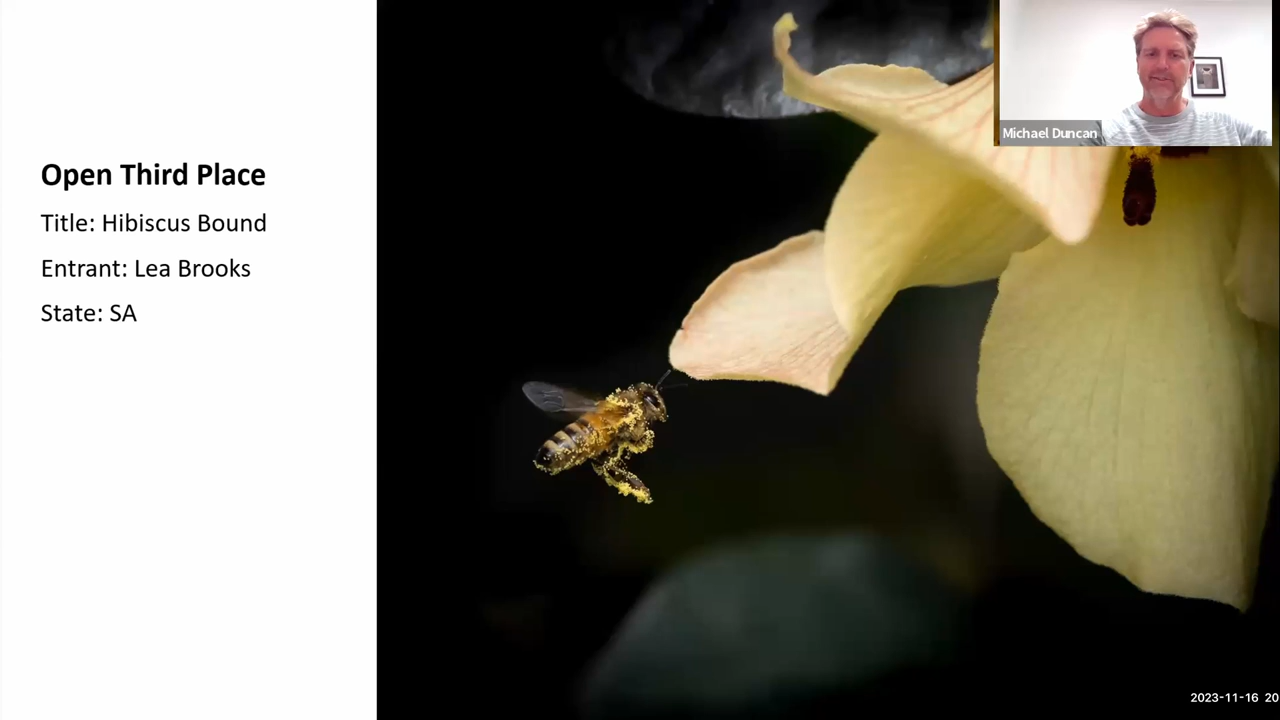 Open Third Place
Title: Hibiscus Bound
Entrant: Lea Brooks
State: SA
Michael Duncan
2023-11-16 20